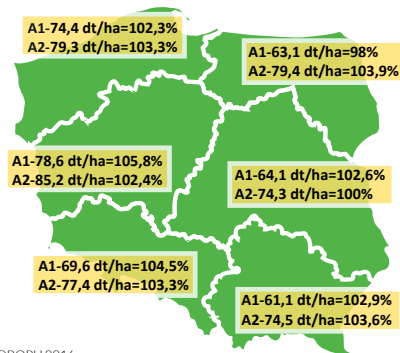 A1-74,4 dt/ha=102,3%
A2-79,3 dt/ha=103,3%
A1-63,1 dt/ha=98%
A2-79,4 dt/ha=103,9%
A1-78,6 dt/ha=105,8%
A2-85,2 dt/ha=102,4%
A1-64,1 dt/ha=102,6%
A2-74,3 dt/ha=100%
A1-69,6 dt/ha=104,5%
A2-77,4 dt/ha=103,3%
A1-61,1 dt/ha=102,9%
A2-74,5 dt/ha=103,6%